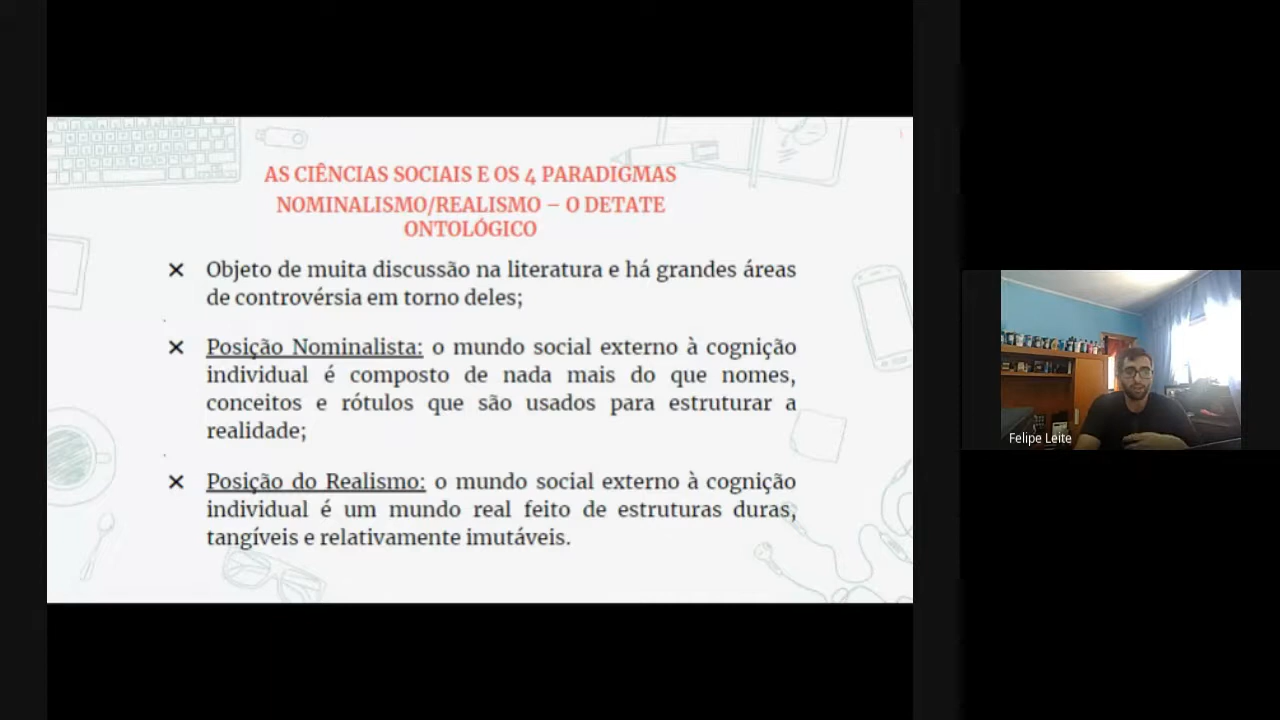 AS CIÊNCIAS SOCIAIS E OS 4 PARADIGMAS
NOMINALISMO/REALISMO – O DETATE
ONTOLÓGICO
✕ Objeto de muita discussão na literatura e há grandes áreas
de controvérsia em torno deles;
✕ Posição Nominalista: o mundo social externo à cognição
individual é composto de nada mais do que nomes,
conceitos e rótulos que são usados para estruturar a
realidade;
✕ Posição do Realismo: o mundo social externo à cognição
individual é um mundo real feito de estruturas duras,
tangíveis e relativamente imutáveis.
Felipe Leite